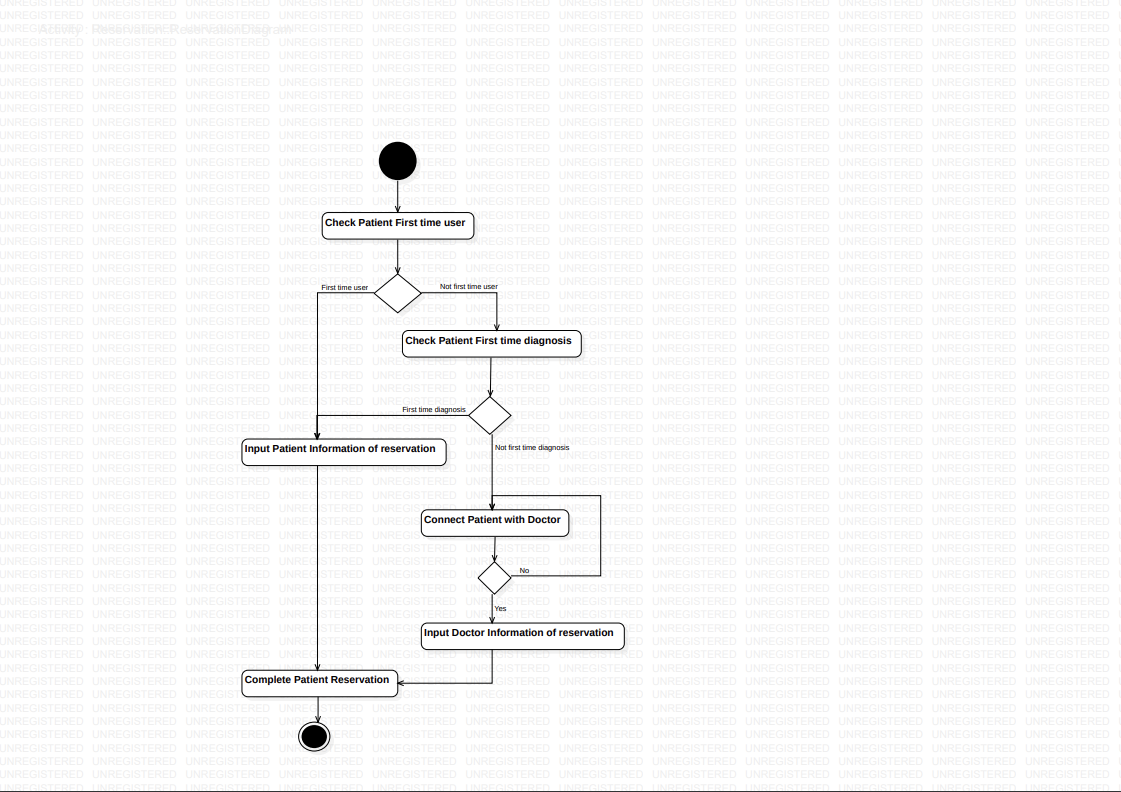 Activity Reservation ReservationDiagram
Check Patient First time user
First time user
Not first time user
Check Patient First time diagnosis
First time diagnosis
Input Patient Information of reservation
Not first time diagnosis
Connect Patient with Doctor
No
Yes
Input Doctor Information of reservation
Complete Patient Reservation
UNREGISTERED